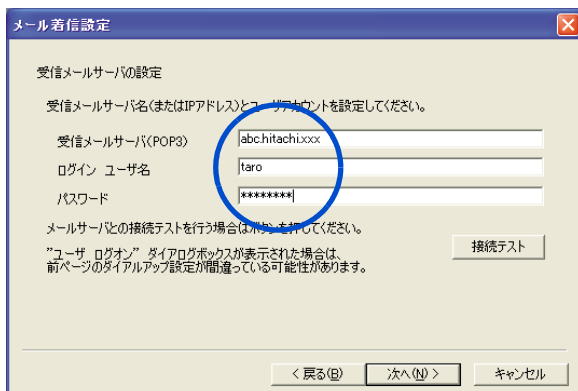 メール着信設定
受信メールサーバの設定
受信メールサーバ名(またはIPアドレス)とユーザアカウントを設定してください。
受信メールサーバ(POP3)
abc.hitachi.xxx
ログイン ユーザ名
taro
パスワード
********
メールサーバとの接続テストを行う場合はボタンを押してください。
"ユーザ ログオン" ダイアログボックスが表示された場合は、
前ページのダイアルアップ設定が間違っている可能性があります。
接続テスト
< 戻る(B)
次へ(N) >
キャンセル